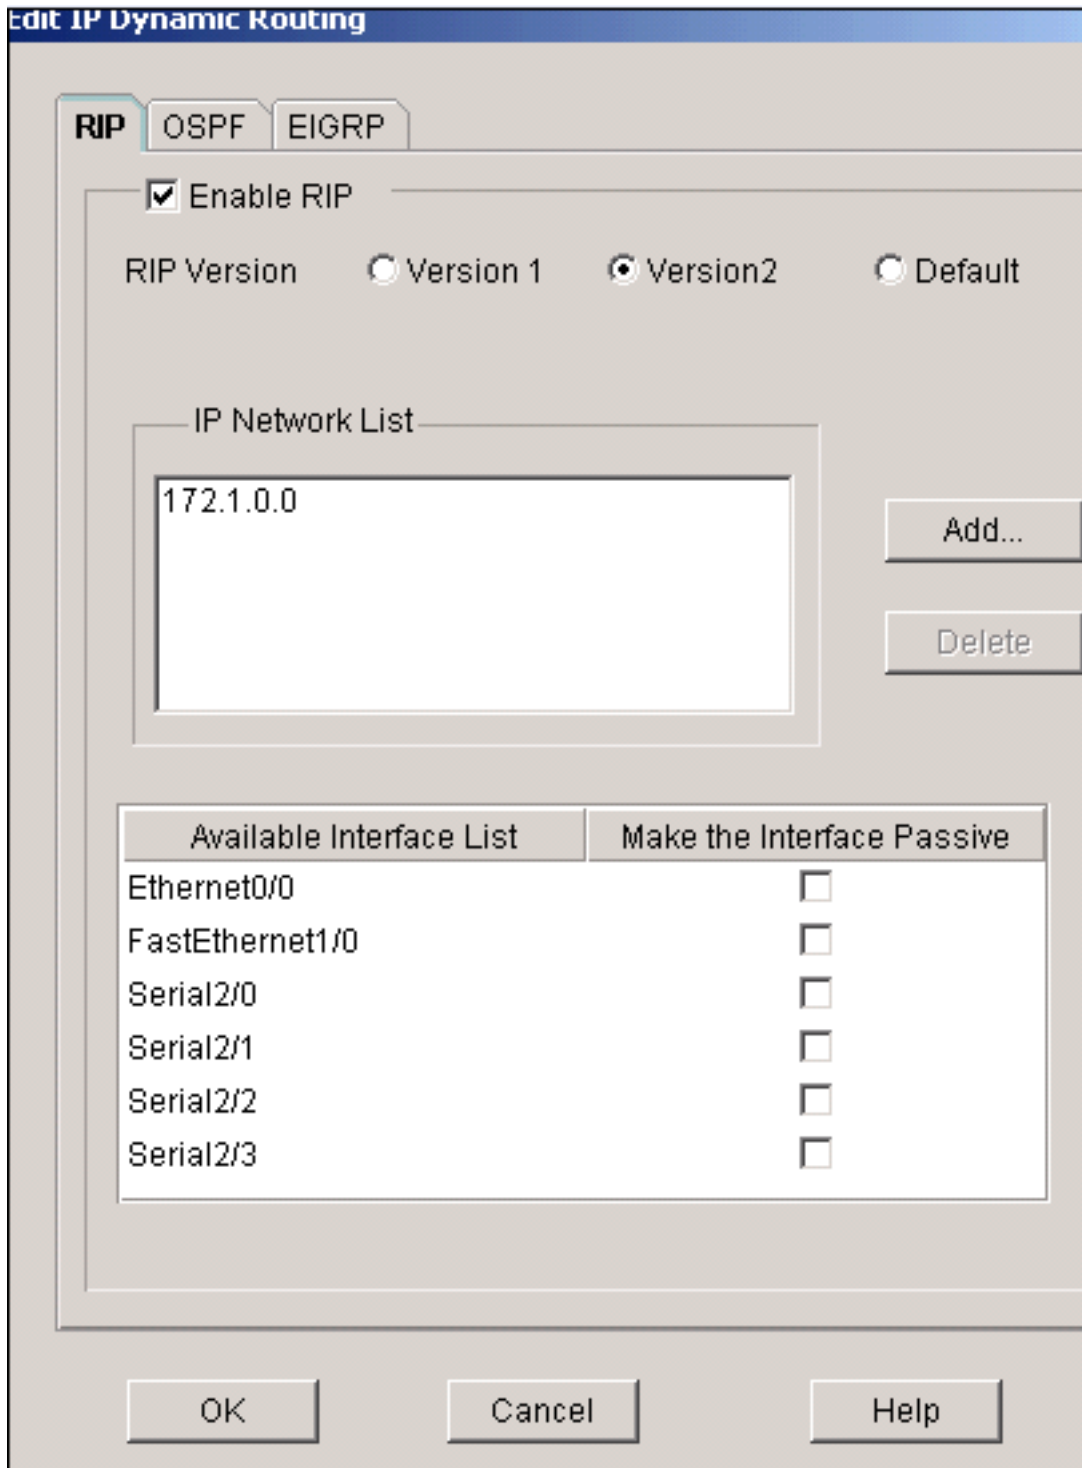 Edit IP Dynamic Routing
RIP OSPF EIGRP
Enable RIP
RIP Version Version 1 Version2 Default
IP Network List
172.1.0.0
Add...
Delete
Available Interface List Make the Interface Passive
Ethernet0/0
FastEthernet1/0
Serial2/0
Serial2/1
Serial2/2
Serial2/3
OK Cancel Help